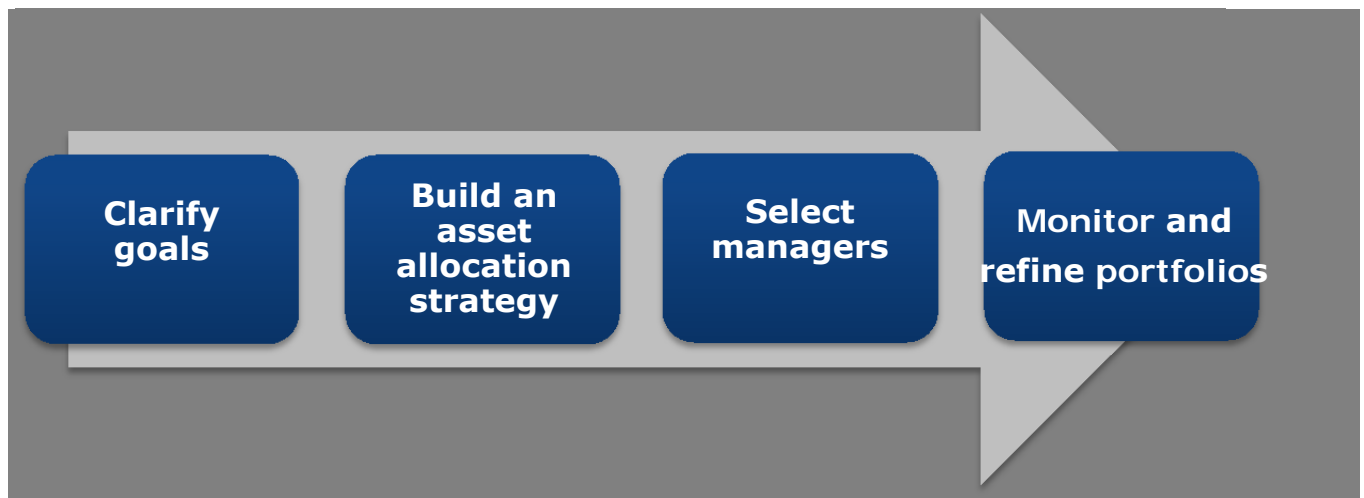 Clarify
goals
Build an
asset
allocation
strategy
Select
managers
Monitor and
refine portfolios